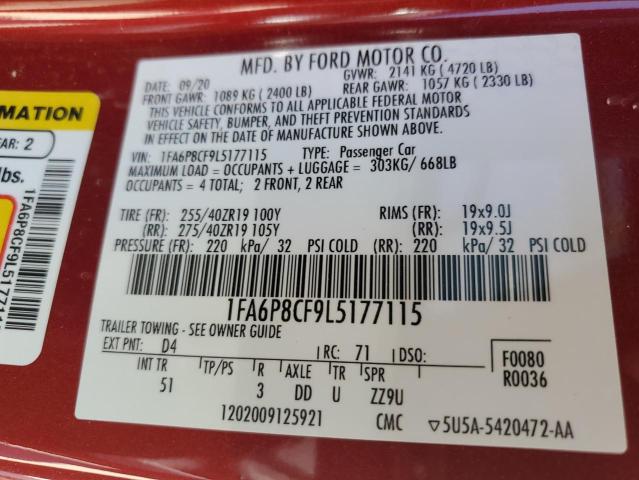 MFD. BY FORD MOTOR CO.
DATE: 09/20 GVWR: 2141 KG ( 4720 LB)
FRONT GAWR: 1089 KG ( 2400 LB) REAR GAWR: 1057 KG ( 2330 LB)
THIS VEHICLE CONFORMS TO ALL APPLICABLE FEDERAL MOTOR
VEHICLE SAFETY, BUMPER, AND THEFT PREVENTION STANDARDS
IN EFFECT ON THE DATE OF MANUFACTURE SHOWN ABOVE.
VIN: 1FA6P8CF9L5177115 TYPE: Passenger Car
MAXIMUM LOAD = OCCUPANTS + LUGGAGE = 303KG/ 668LB
OCCUPANTS = 4 TOTAL; 2 FRONT, 2 REAR
TIRE (FR): 255/40ZR19 100Y RIMS (FR): 19x9.0J
(RR): 275/40ZR19 105Y (RR): 19x9.5J
PRESSURE (FR): 220 kPa/ 32 PSI COLD (RR): 220 kPa/ 32 PSI COLD
1FA6P8CF9L5177115
TRAILER TOWING - SEE OWNER GUIDE
EXT PNT: D4 RC: 71 DSO:
F0080
R0036
INT TR TP/PS R AXLE TR SPR
51 3 DD U ZZ9U
1202009125921 CMC ▽5U5A-5420472-AA
MATION
EAR: 2
lbs.
1FA6P8CF9L51771